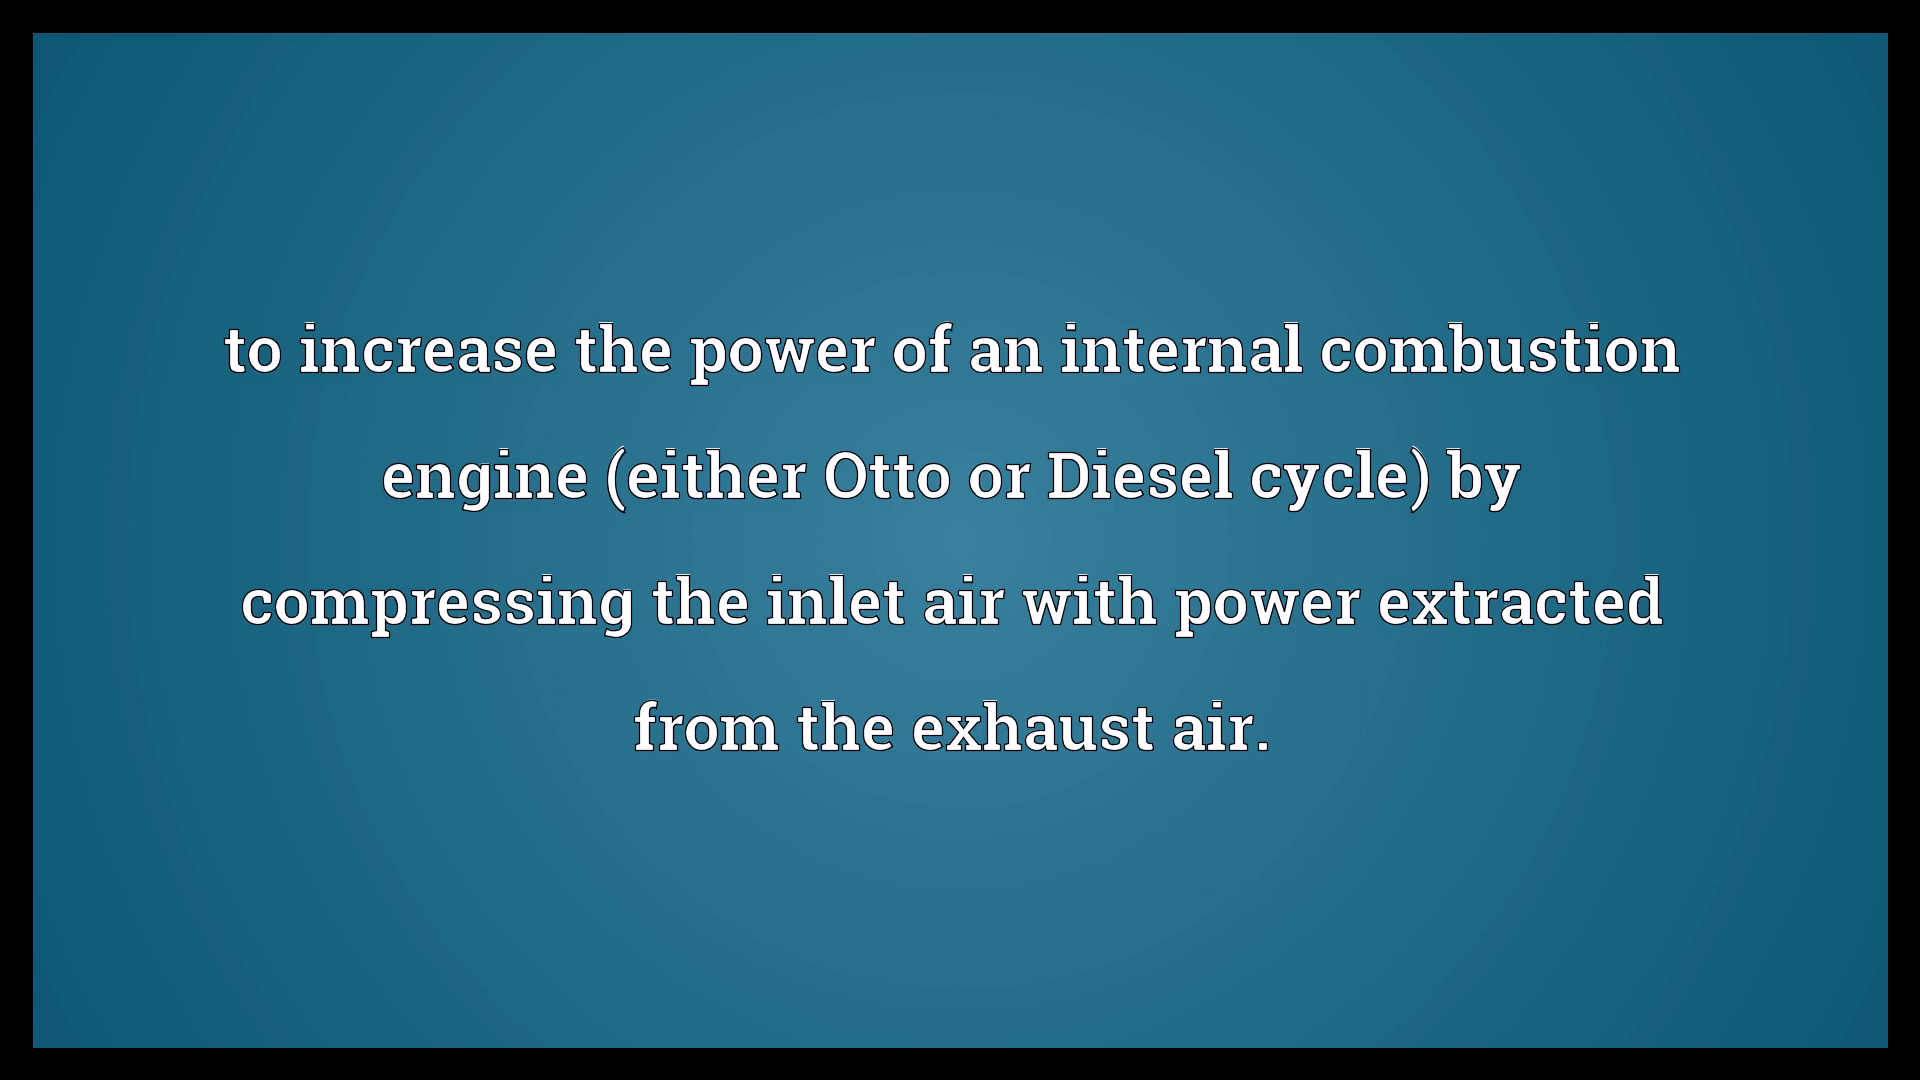 to increase the power of an internal combustion
engine (either Otto or Diesel cycle) by
compressing the inlet air with power extracted
from the exhaust air.